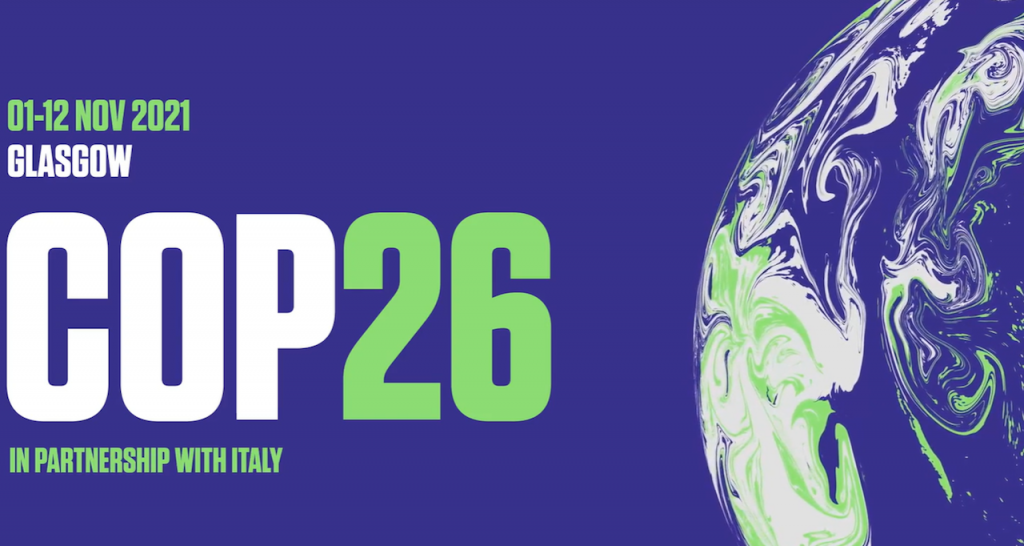 01-12 NOV 2021
GLASGOW
COP26
IN PARTNERSHIP WITH ITALY